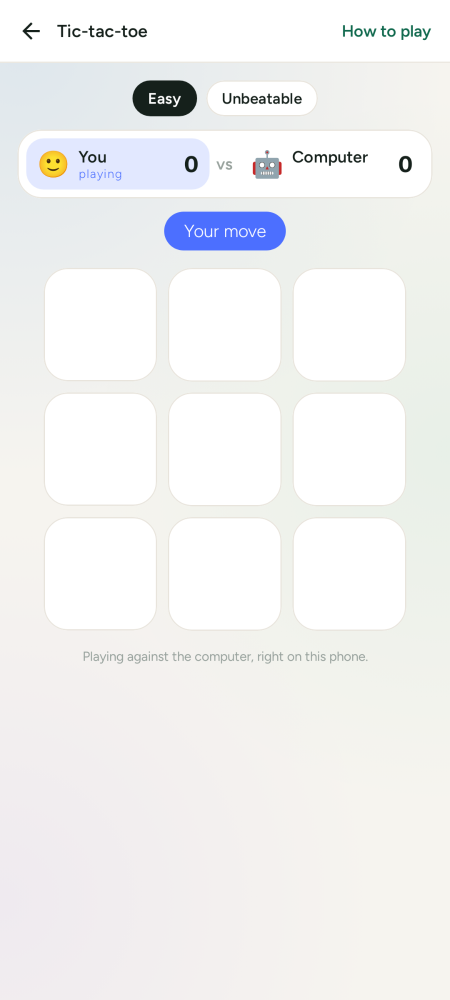 Tic-tac-toe
How to play
Easy
Unbeatable
You
playing
0
vs
Computer
0
Your move
Playing against the computer, right on this phone.